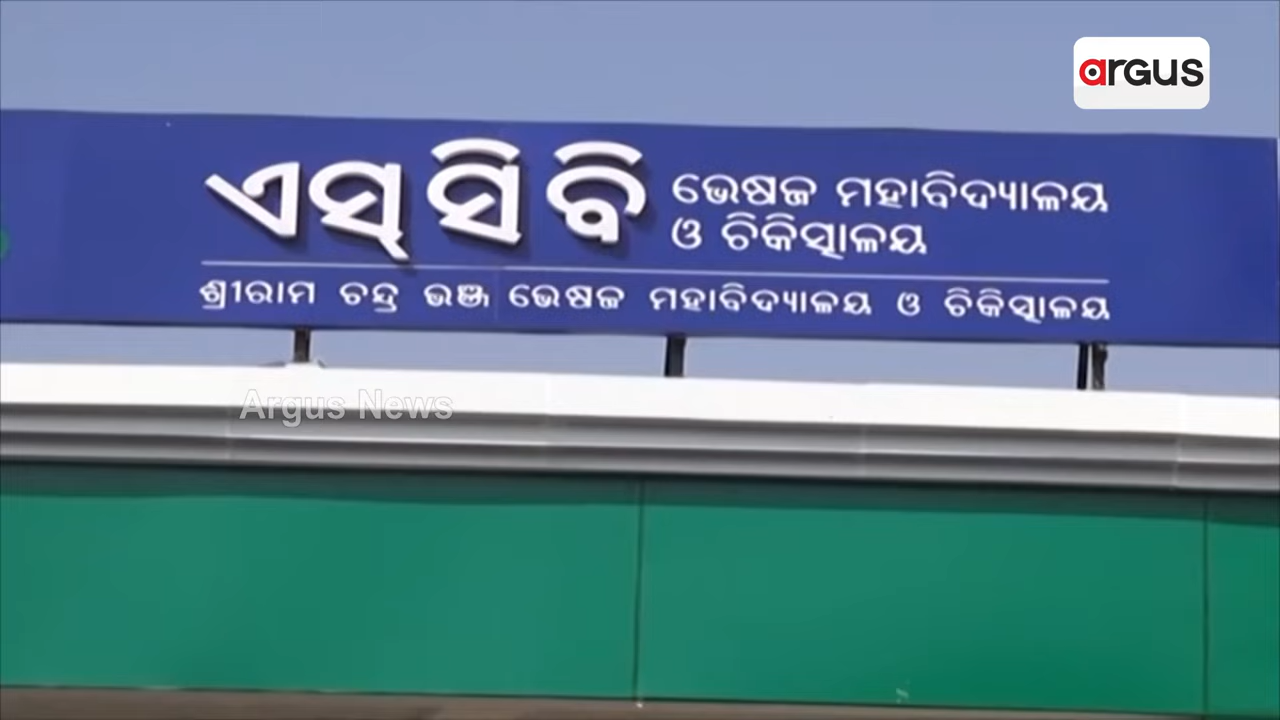 argus
ଏସ୍ ସି ବି
ଭେଷଜ ମହାବିଦ୍ୟାଳୟ
ଓ ଚିକିତ୍ସାଳୟ
ଶ୍ରୀରାମ ଚନ୍ଦ୍ର ଭଞ୍ଜ ଭେଷଜ ମହାବିଦ୍ୟାଳୟ ଓ ଚିକିତ୍ସାଳୟ
Argus News